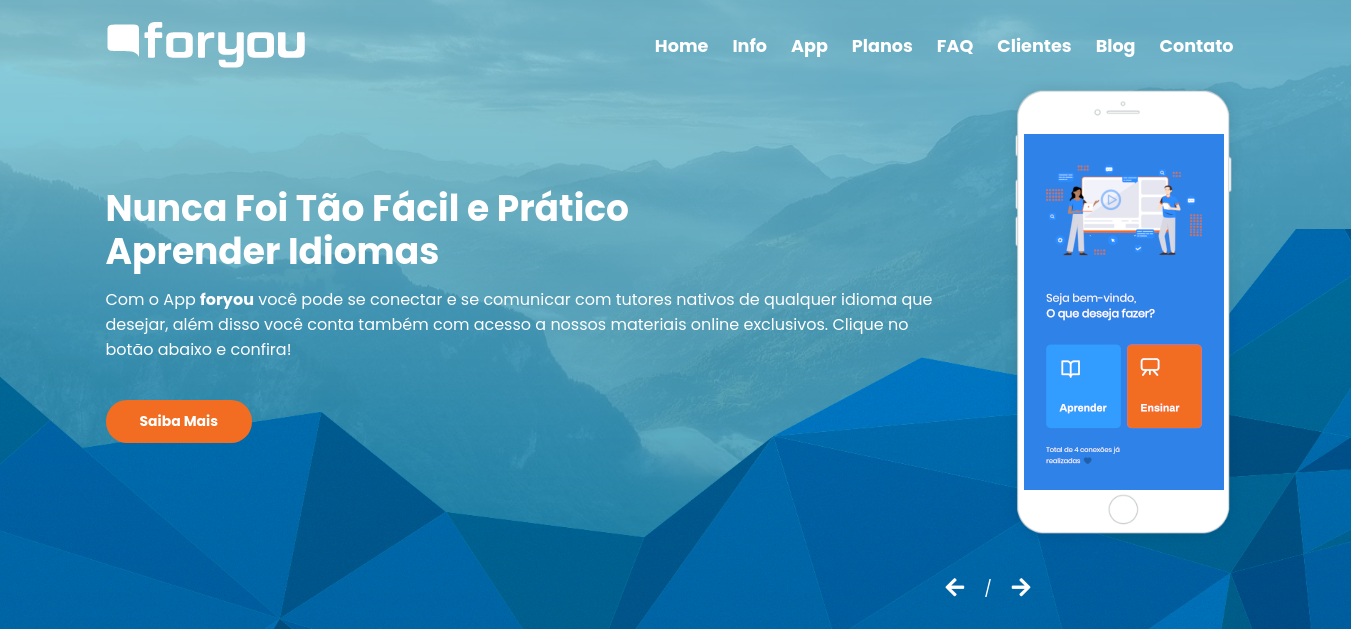 foryou
Home Info App Planos FAQ Clientes Blog Contato
Nunca Foi Tão Fácil e Prático
Aprender Idiomas
Com o App foryou você pode se conectar e se comunicar com tutores nativos de qualquer idioma que
desejar, além disso você conta também com acesso a nossos materiais online exclusivos. Clique no
botão abaixo e confira!
Saiba Mais
Seja bem-vindo,
O que deseja fazer?
Aprender Ensinar
Total de 4 conexões já
realizadas
/